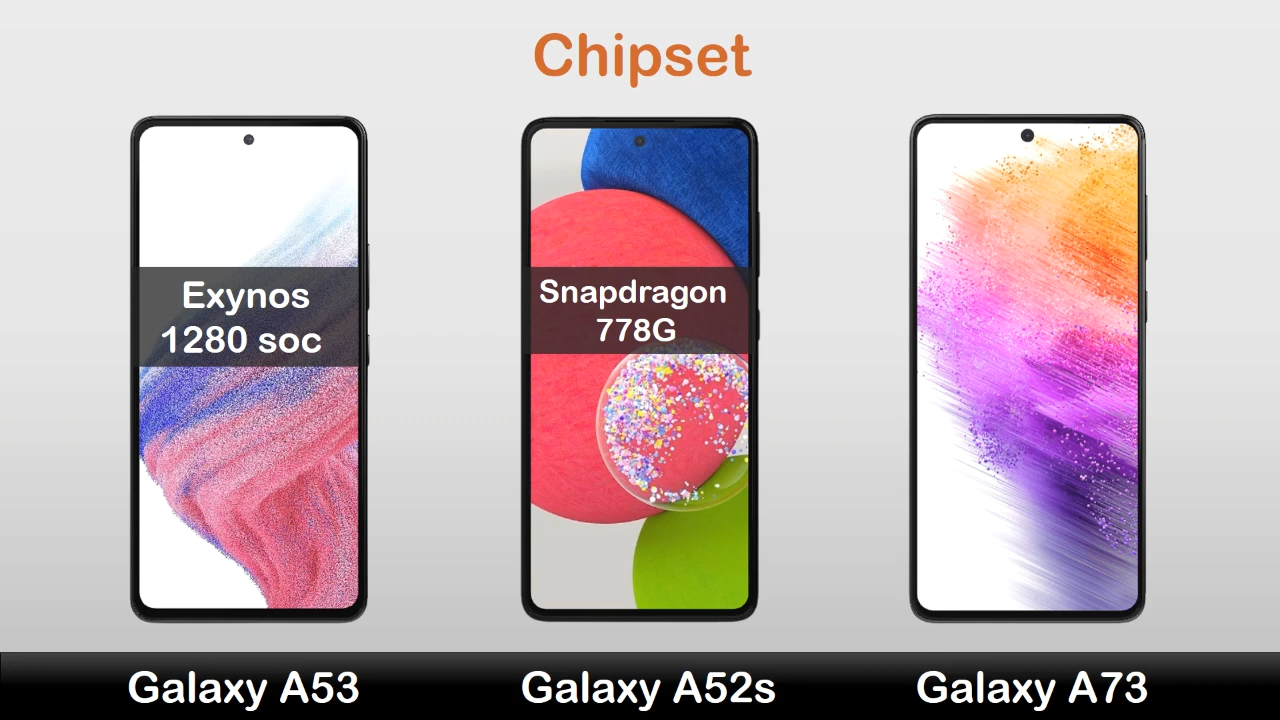 Chipset
Exynos
1280 soc
Snapdragon
778G
Galaxy A53
Galaxy A52s
Galaxy A73